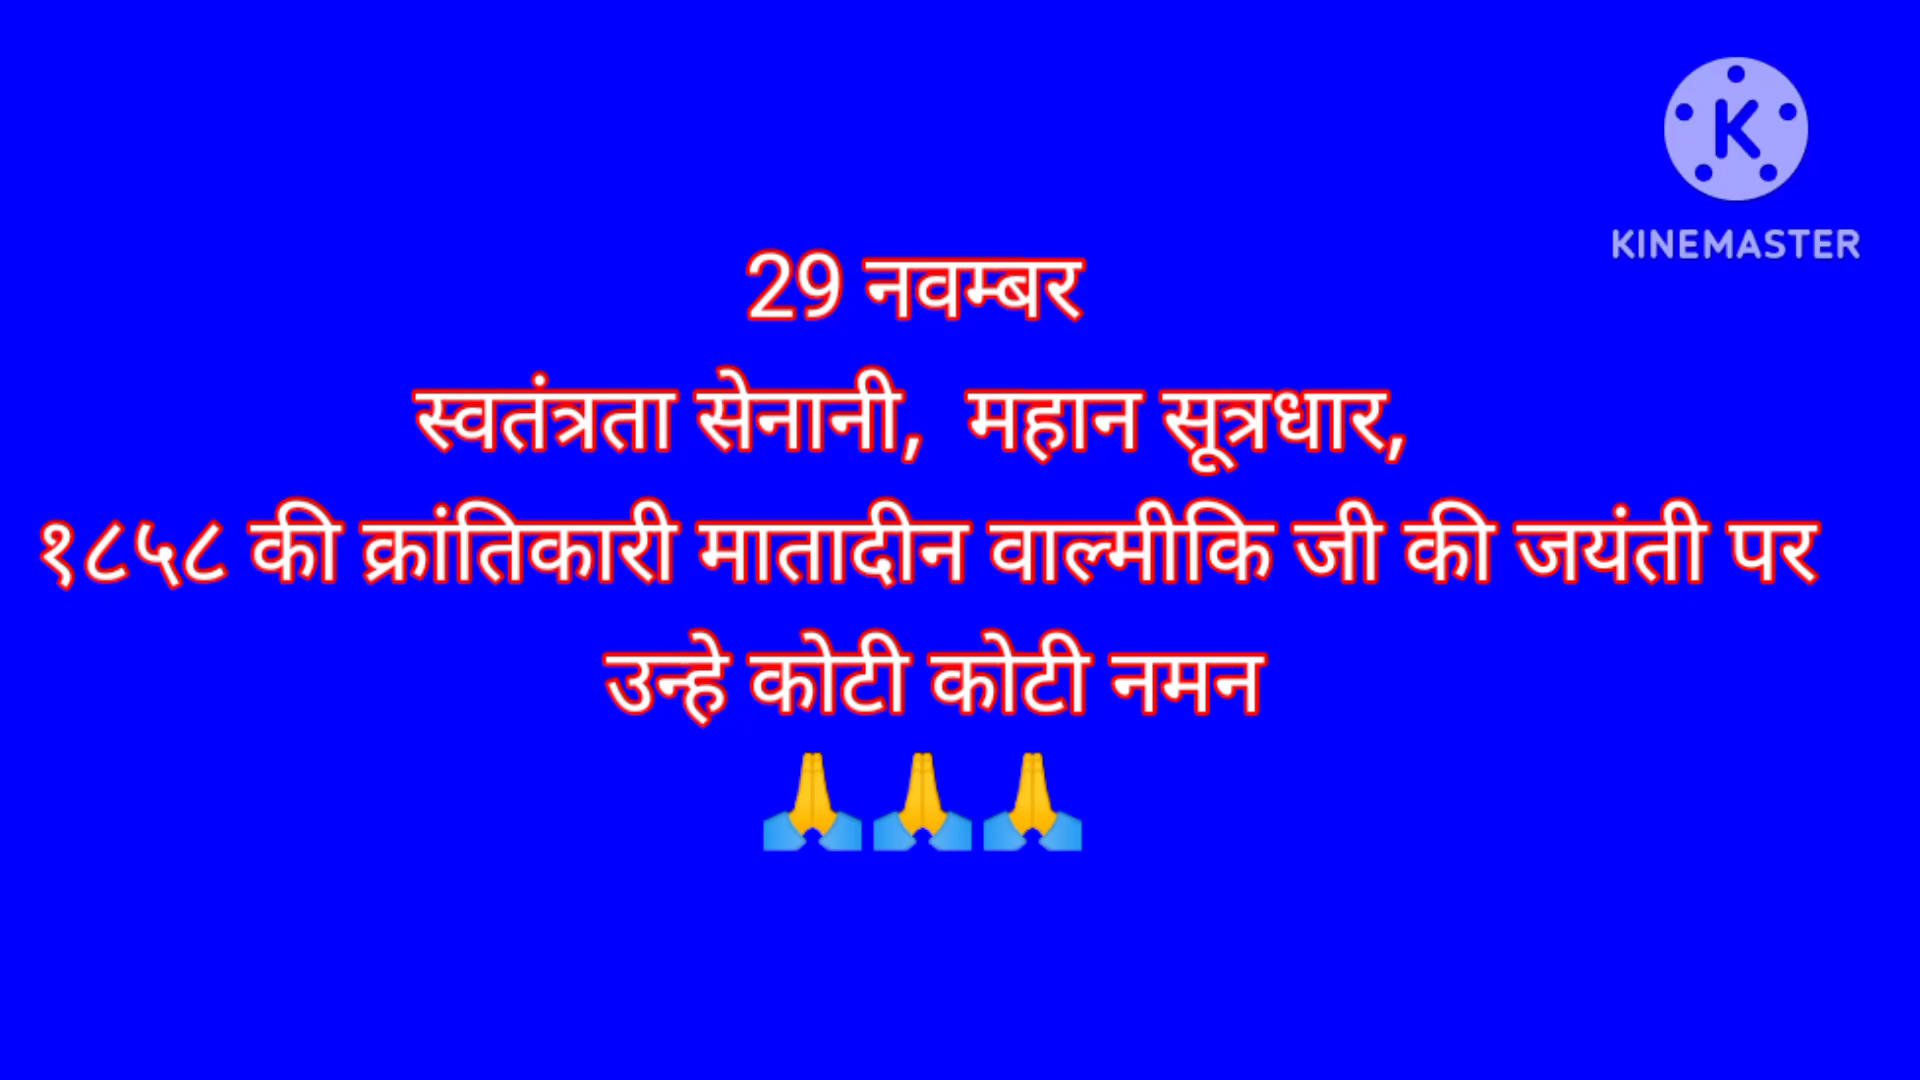 KINEMASTER
29 नवम्बर
स्वतंत्रता सेनानी, महान सूत्रधार,
१८५८ की क्रांतिकारी मातादीन वाल्मीकि जी की जयंती पर
उन्हे कोटी कोटी नमन
🙏🙏🙏